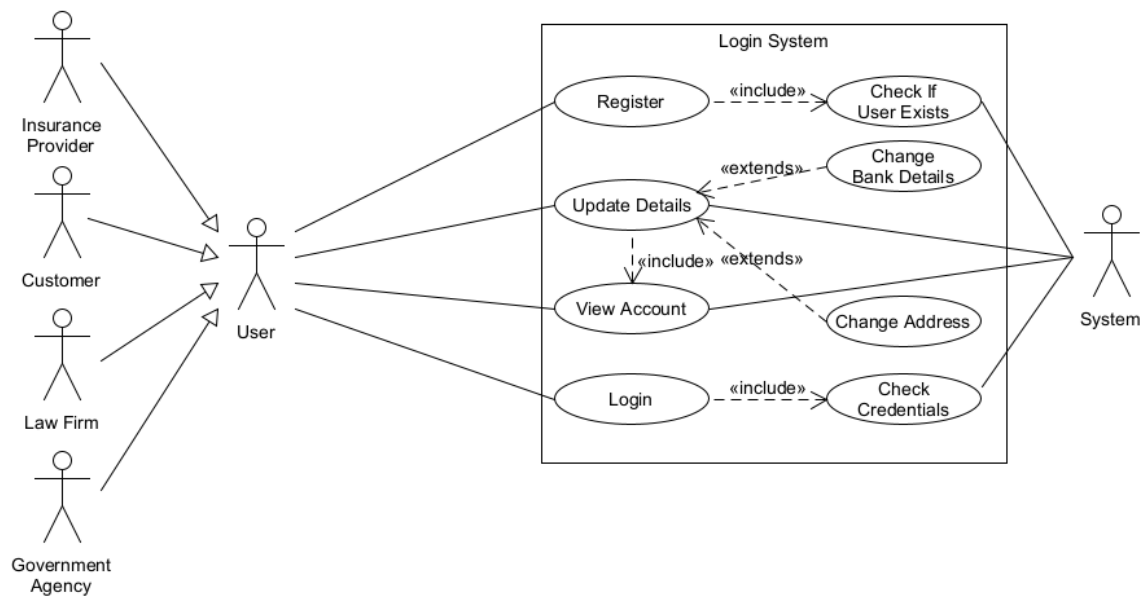 Login System
Insurance
Provider
Customer
Law Firm
Government
Agency
User
Register
«include»
Check If
User Exists
«extends»
Change
Bank Details
Update Details
«include»
«extends»
View Account
Change Address
Login
«include»
Check
Credentials
System